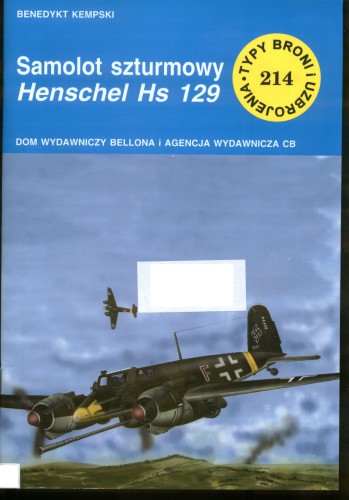 BENEDYKT KEMPSKI
Samolot szturmowy
Henschel Hs 129
TYPY BRONI i UZBROJENIA •
214
DOM WYDAWNICZY BELLONA i AGENCJA WYDAWNICZA CB